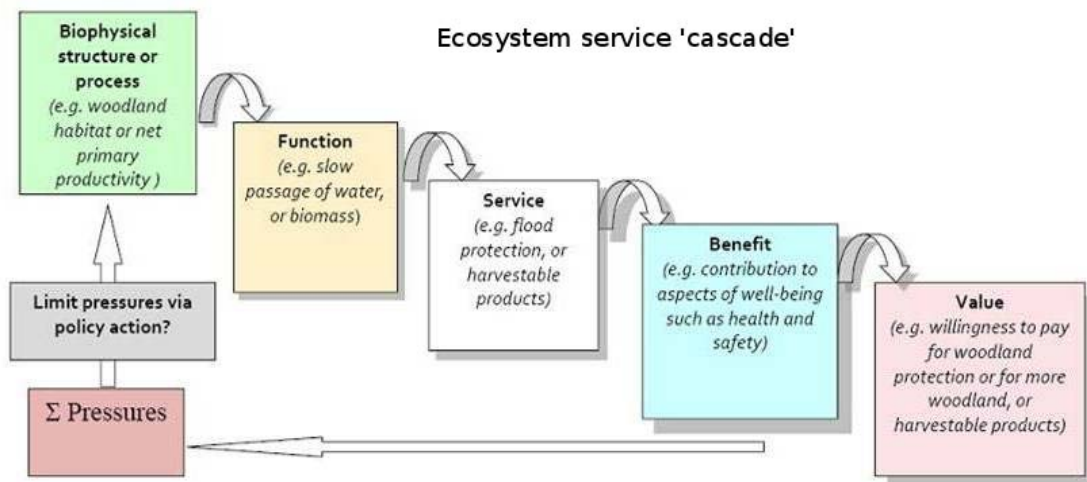 Ecosystem service 'cascade'
Biophysical
structure or
process
(e.g. woodland
habitat or net
primary
productivity )
Function
(e.g. slow
passage of water,
or biomass)
Service
(e.g. flood
protection, or
harvestable
products)
Benefit
(e.g. contribution to
aspects of well-being
such as health and
safety)
Value
(e.g. willingness to pay
for woodland
protection or for more
woodland, or
harvestable products)
Limit pressures via
policy action?
Σ Pressures